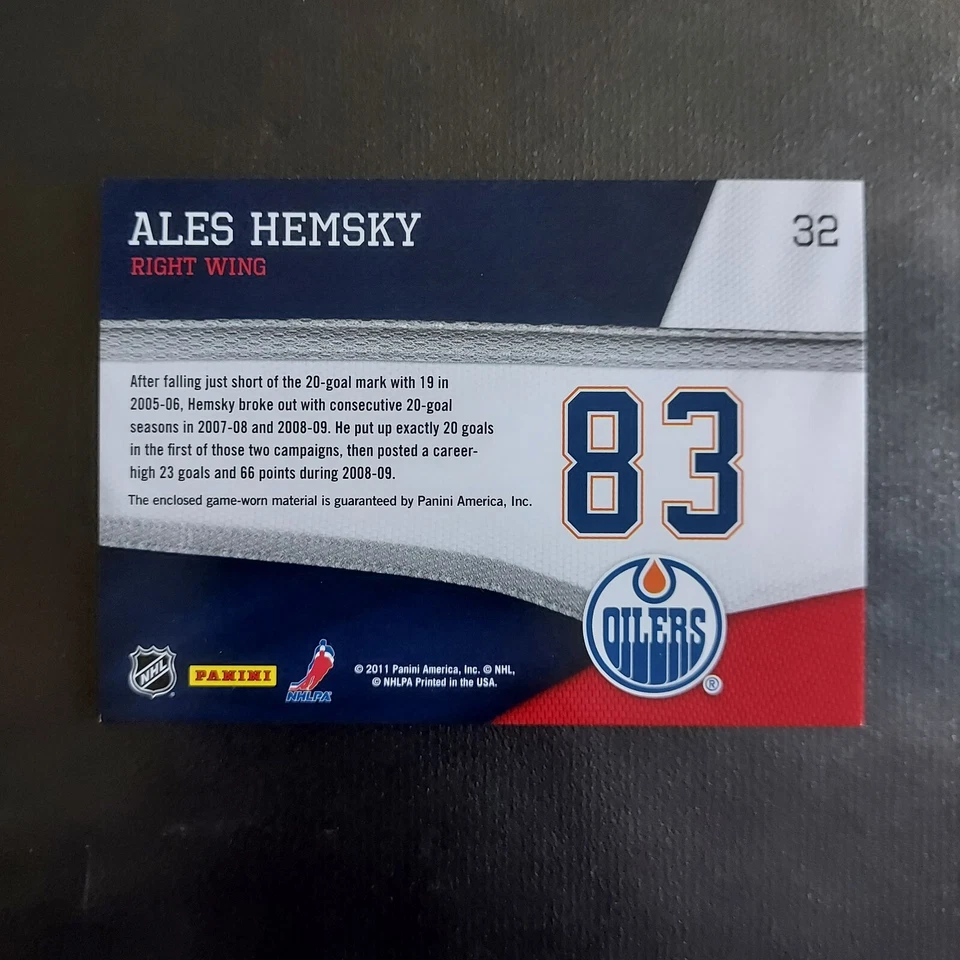 ALES HEMSKY
RIGHT WING
32
After falling just short of the 20-goal mark with 19 in
2005-06, Hemsky broke out with consecutive 20-goal
seasons in 2007-08 and 2008-09. He put up exactly 20 goals
in the first of those two campaigns, then posted a career-
high 23 goals and 66 points during 2008-09.
The enclosed game-worn material is guaranteed by Panini America, Inc.
83
OILERS
®
NHL
PANINI
NHLPA
© 2011 Panini America, Inc. © NHL,
© NHLPA Printed in the USA.